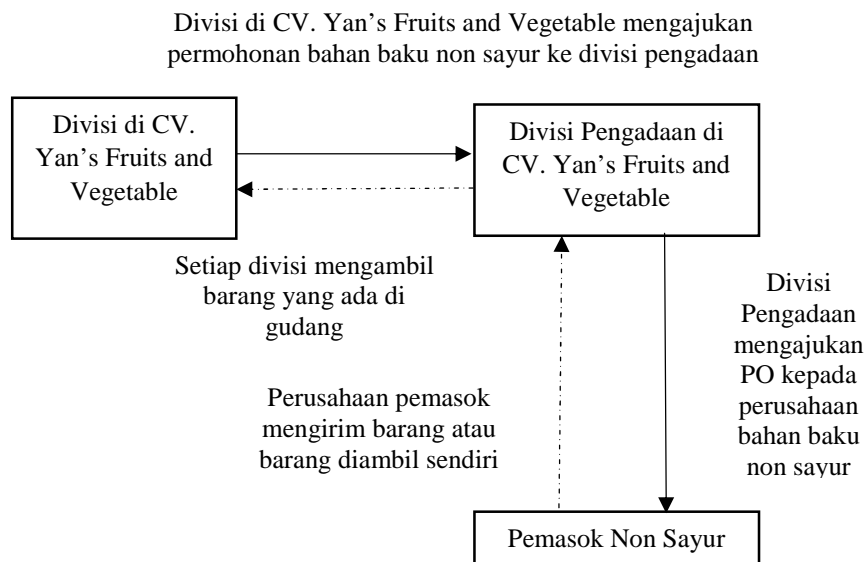 Divisi di CV. Yan’s Fruits and Vegetable mengajukan
permohonan bahan baku non sayur ke divisi pengadaan
Divisi di CV.
Yan’s Fruits and
Vegetable
Divisi Pengadaan di
CV. Yan’s Fruits and
Vegetable
Setiap divisi mengambil
barang yang ada di
gudang
Divisi
Pengadaan
mengajukan
PO kepada
perusahaan
bahan baku
non sayur
Perusahaan pemasok
mengirim barang atau
barang diambil sendiri
Pemasok Non Sayur